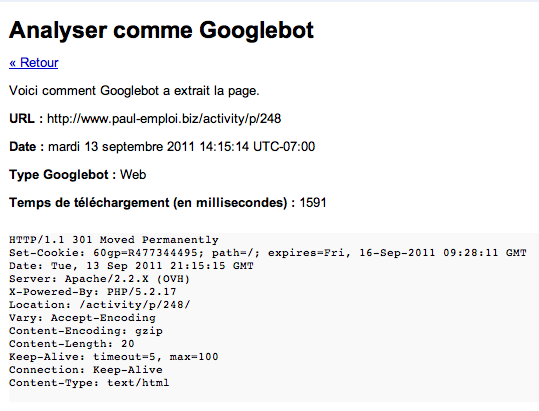 Analyser comme Googlebot
« Retour
Voici comment Googlebot a extrait la page.
URL : http://www.paul-emploi.biz/activity/p/248
Date : mardi 13 septembre 2011 14:15:14 UTC-07:00
Type Googlebot : Web
Temps de téléchargement (en millisecondes) : 1591
HTTP/1.1 301 Moved Permanently
Set-Cookie: 60gp=R477344495; path=/; expires=Fri, 16-Sep-2011 09:28:11 GMT
Date: Tue, 13 Sep 2011 21:15:15 GMT
Server: Apache/2.2.X (OVH)
X-Powered-By: PHP/5.2.17
Location: /activity/p/248/
Vary: Accept-Encoding
Content-Encoding: gzip
Content-Length: 20
Keep-Alive: timeout=5, max=100
Connection: Keep-Alive
Content-Type: text/html